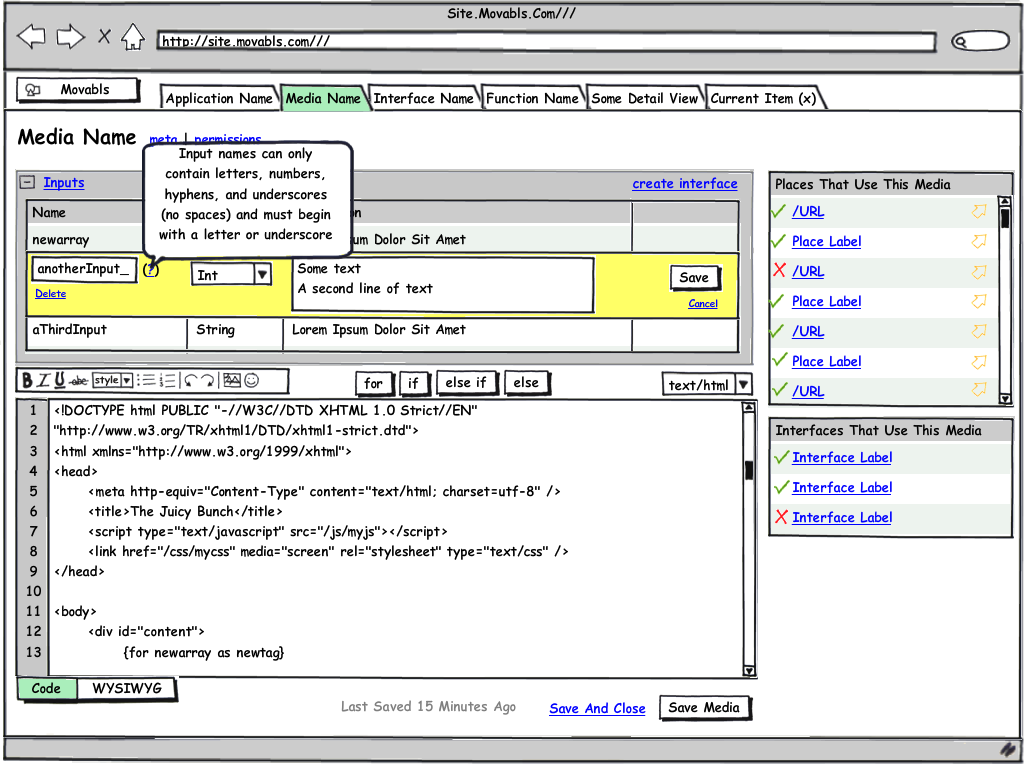 Site.Movabls.Com///
http://site.movabls.com///
Movabls
Application Name
Media Name
Interface Name
Function Name
Some Detail View
Current Item (x)
Media Name
meta | permissions
Input names can only
contain letters, numbers,
hyphens, and underscores
(no spaces) and must begin
with a letter or underscore
Inputs
create interface
Name
newarray
Dolor Sit Amet
anotherInput_
(?)
Int
Some text
A second line of text
Save
Delete
Cancel
aThirdInput
String
Lorem Ipsum Dolor Sit Amet
B I U abc style
for
if
else if
else
text/html
1 <!DOCTYPE html PUBLIC "-//W3C//DTD XHTML 1.0 Strict//EN"
2 "http://www.w3.org/TR/xhtml1/DTD/xhtml1-strict.dtd">
3 <html xmlns="http://www.w3.org/1999/xhtml">
4 <head>
5 <meta http-equiv="Content-Type" content="text/html; charset=utf-8" />
6 <title>The Juicy Bunch</title>
7 <script type="text/javascript" src="/js/myjs"></script>
8 <link href="/css/mycss" media="screen" rel="stylesheet" type="text/css" />
9 </head>
10
11 <body>
12 <div id="content">
13 {for newarray as newtag}
Code
WYSIWYG
Last Saved 15 Minutes Ago
Save And Close
Save Media
Places That Use This Media
/URL
Place Label
/URL
Place Label
/URL
Place Label
/URL
Interfaces That Use This Media
Interface Label
Interface Label
Interface Label